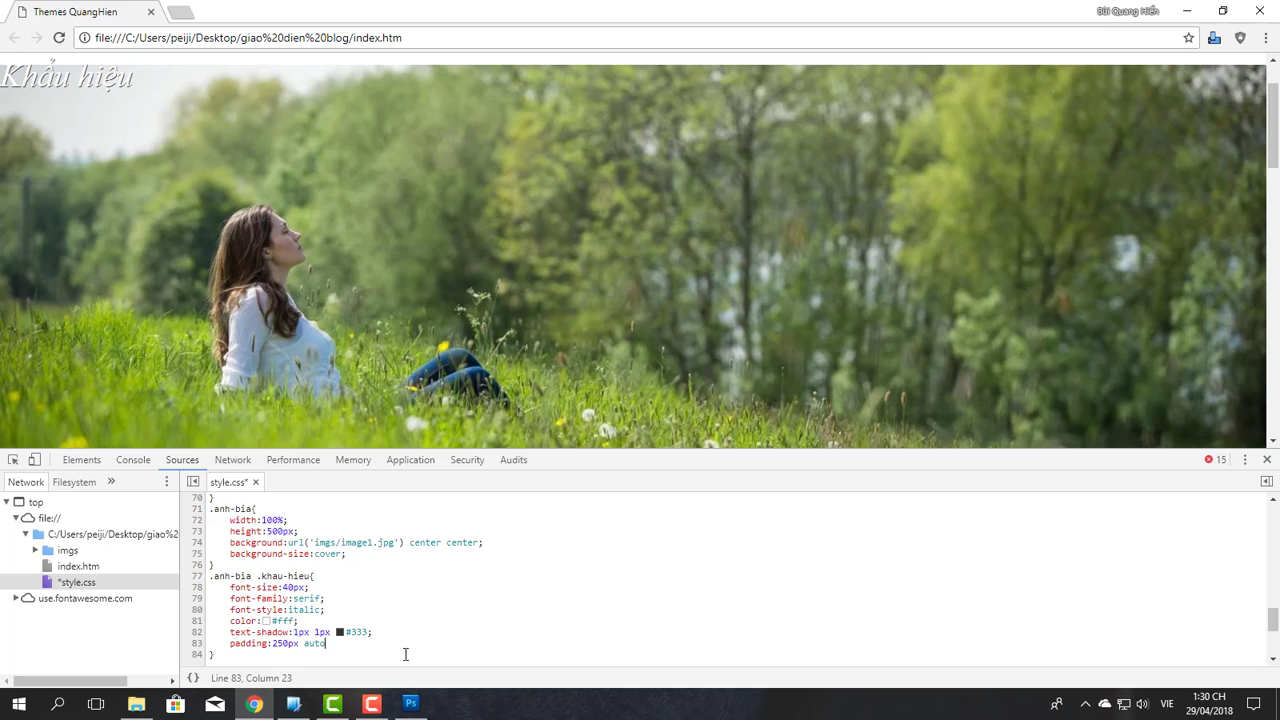 Themes QuangHien
Bùi Quang Hiển
file:///C:/Users/peiji/Desktop/giao%20dien%20blog/index.htm
Khẩu hiệu
Elements Console Sources Network Performance Memory Application Security Audits
15
Network Filesystem
style.css*
top
file://
C:/Users/peiji/Desktop/giao%2
imgs
index.htm
*style.css
use.fontawesome.com
70 }
71 .anh-bia{
72 width:100%;
73 height:500px;
74 background:url('imgs/image1.jpg') center center;
75 background-size:cover;
76 }
77 .anh-bia .khau-hieu{
78 font-size:40px;
79 font-family:serif;
80 font-style:italic;
81 color:#fff;
82 text-shadow:1px 1px #333;
83 padding:250px auto
84 }
{} Line 83, Column 23
VIE
1:30 CH
29/04/2018